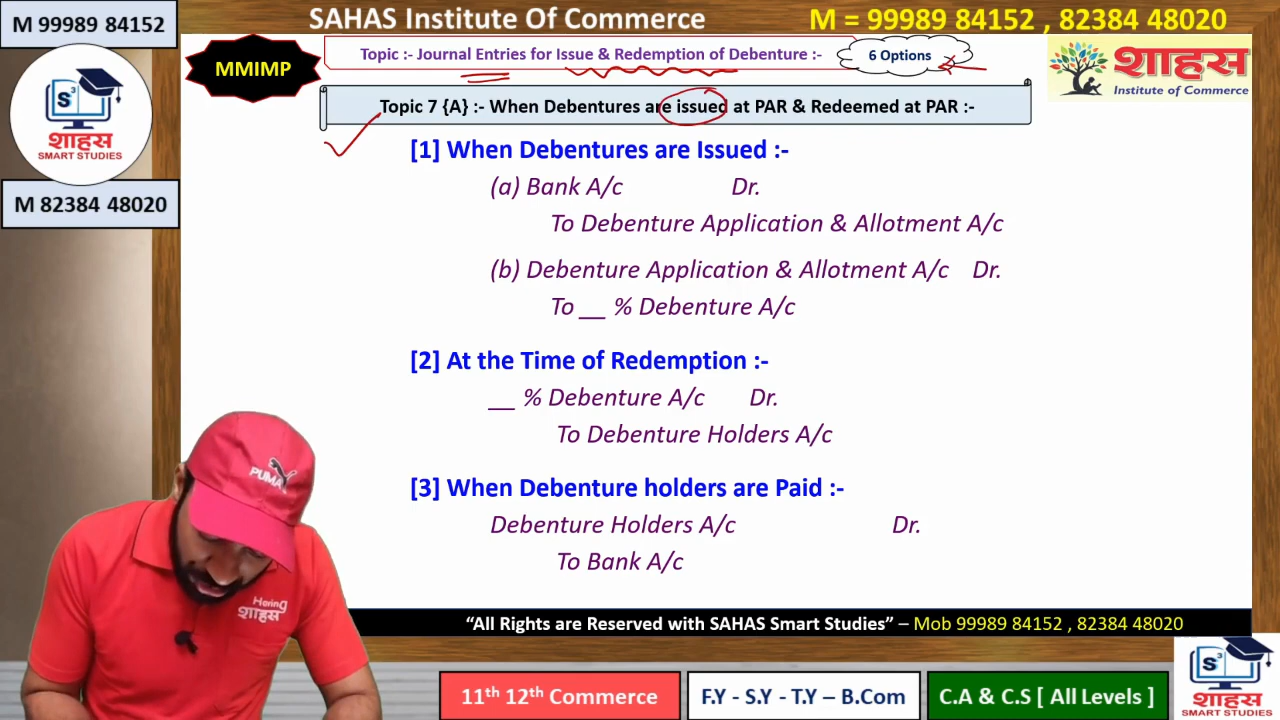 M 99989 84152
SAHAS Institute Of Commerce
M = 99989 84152 , 82384 48020
MMIMP
Topic :- Journal Entries for Issue & Redemption of Debenture :-
6 Options
शाहस
Institute of Commerce
S³
शाहस
SMART STUDIES
M 82384 48020
Topic 7 {A} :- When Debentures are issued at PAR & Redeemed at PAR :-
[1] When Debentures are Issued :-
(a) Bank A/c Dr.
To Debenture Application & Allotment A/c
(b) Debenture Application & Allotment A/c Dr.
To __ % Debenture A/c
[2] At the Time of Redemption :-
__ % Debenture A/c Dr.
To Debenture Holders A/c
[3] When Debenture holders are Paid :-
Debenture Holders A/c Dr.
To Bank A/c
PUMA
शाहस
“All Rights are Reserved with SAHAS Smart Studies” – Mob 99989 84152 , 82384 48020
11th 12th Commerce
F.Y - S.Y - T.Y – B.Com
C.A & C.S [ All Levels ]
S³
शाहस
SMART STUDIES